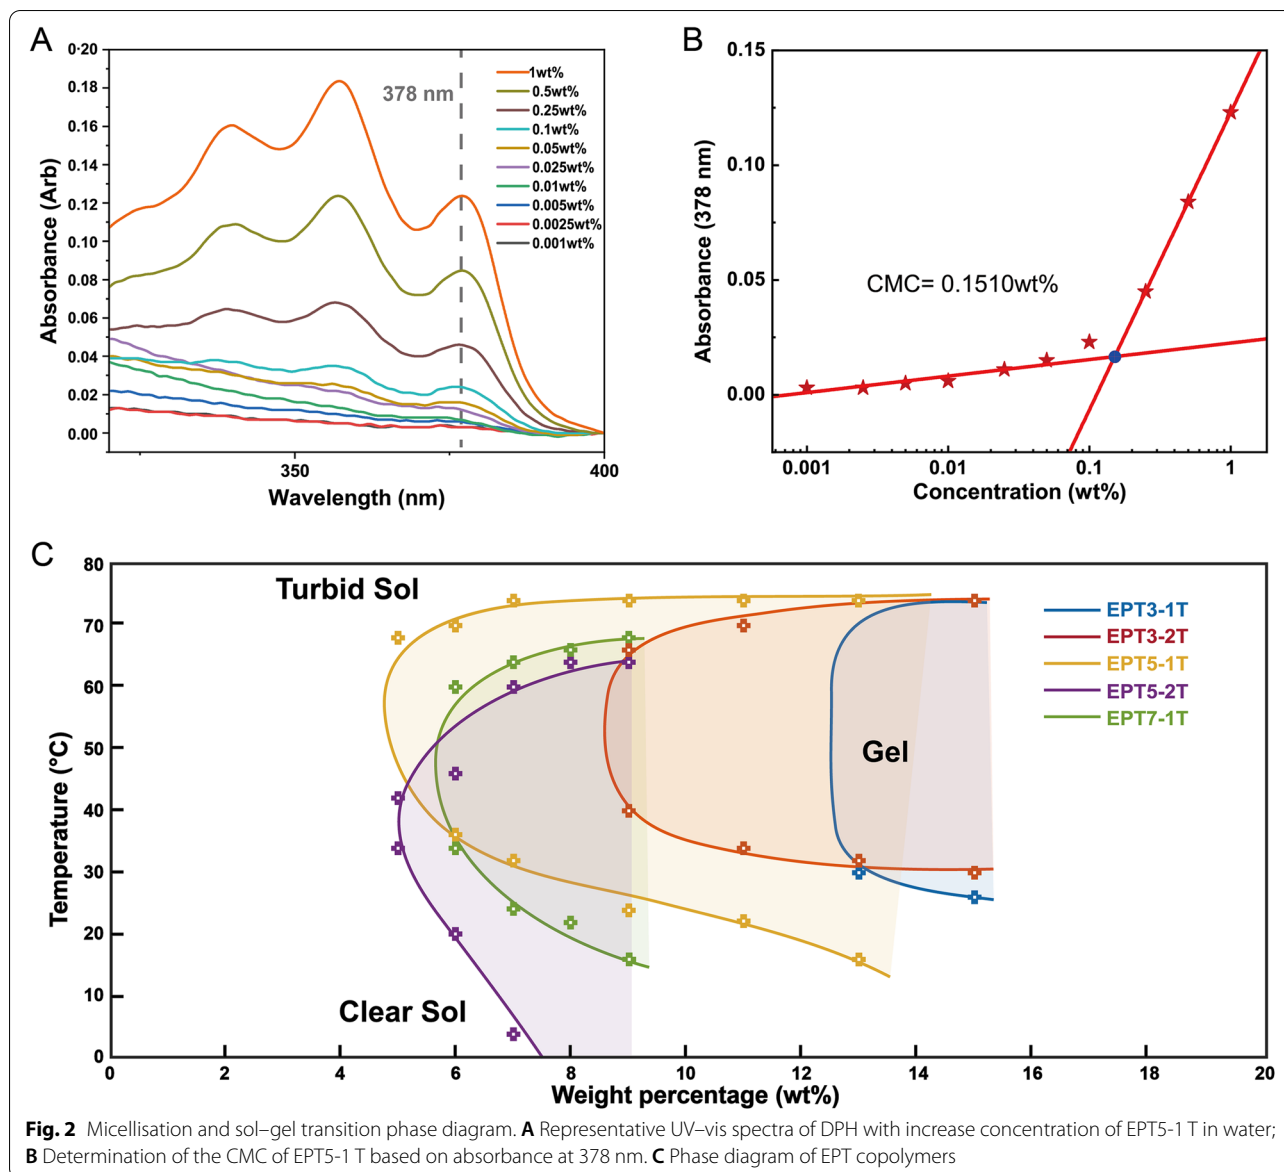 A
0·20
0.18
0.16
0.14
0.12
0.10
0.08
0.06
0.04
0.02
0.00
Absorbance (Arb)
350
400
Wavelength (nm)
378 nm
1wt%
0.5wt%
0.25wt%
0.1wt%
0.05wt%
0.025wt%
0.01wt%
0.005wt%
0.0025wt%
0.001wt%
B
0.15
0.10
0.05
0.00
Absorbance (378 nm)
CMC= 0.1510wt%
0.001
0.01
0.1
1
Concentration (wt%)
C
80
70
60
50
40
30
20
10
0
Temperature (°C)
Turbid Sol
Gel
Clear Sol
EPT3-1T
EPT3-2T
EPT5-1T
EPT5-2T
EPT7-1T
0
2
4
6
8
10
12
14
16
18
20
Weight percentage (wt%)
Fig. 2 Micellisation and sol–gel transition phase diagram. A Representative UV–vis spectra of DPH with increase concentration of EPT5-1 T in water;
B Determination of the CMC of EPT5-1 T based on absorbance at 378 nm. C Phase diagram of EPT copolymers